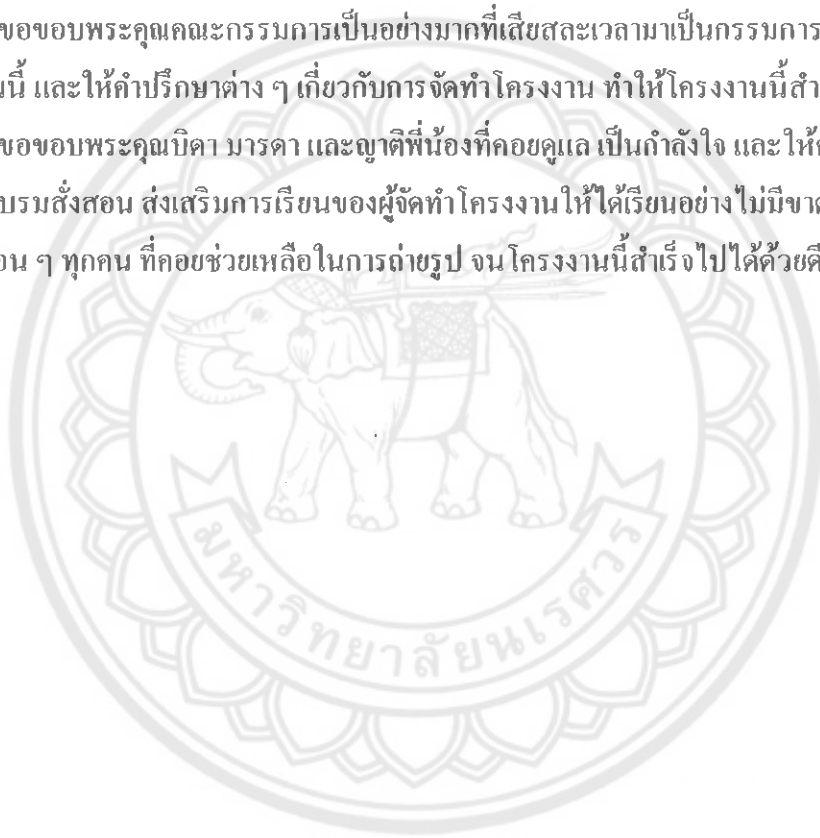 ขอขอบพระคุณคณะกรรมการเป็นอย่างมากที่เสียสละเวลามาเป็นกรรมการ
นี้ และให้คำปรึกษาต่าง ๆ เกี่ยวกับการจัดทำโครงงาน ทำให้โครงงานนี้สำ
ขอขอบพระคุณบิดา มารดา และญาติพี่น้องที่คอยดูแล เป็นกำลังใจ และให้
บรมสั่งสอน ส่งเสริมการเรียนของผู้จัดทำโครงงานให้ได้เรียนอย่างไม่มีขาด
อน ๆ ทุกคน ที่คอยช่วยเหลือในการถ่ายรูป จนโครงงานนี้สำเร็จไปได้ด้วยดี
มหาวิทยาลัยนเรศวร